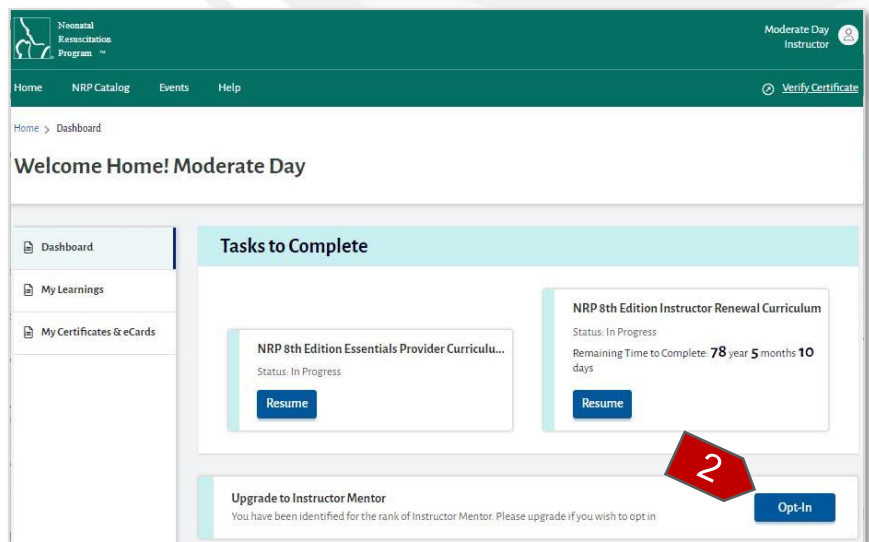 Neonatal
Resuscitation
Program ™
Moderate Day
Instructor
Home NRP Catalog Events Help
Verify Certificate
Home > Dashboard
Welcome Home! Moderate Day
Dashboard
My Learnings
My Certificates & eCards
Tasks to Complete
NRP 8th Edition Essentials Provider Curriculu...
Status: In Progress
Resume
NRP 8th Edition Instructor Renewal Curriculum
Status: In Progress
Remaining Time to Complete: 78 year 5 months 10
days
Resume
2
Upgrade to Instructor Mentor
You have been identified for the rank of Instructor Mentor. Please upgrade if you wish to opt in
Opt-In